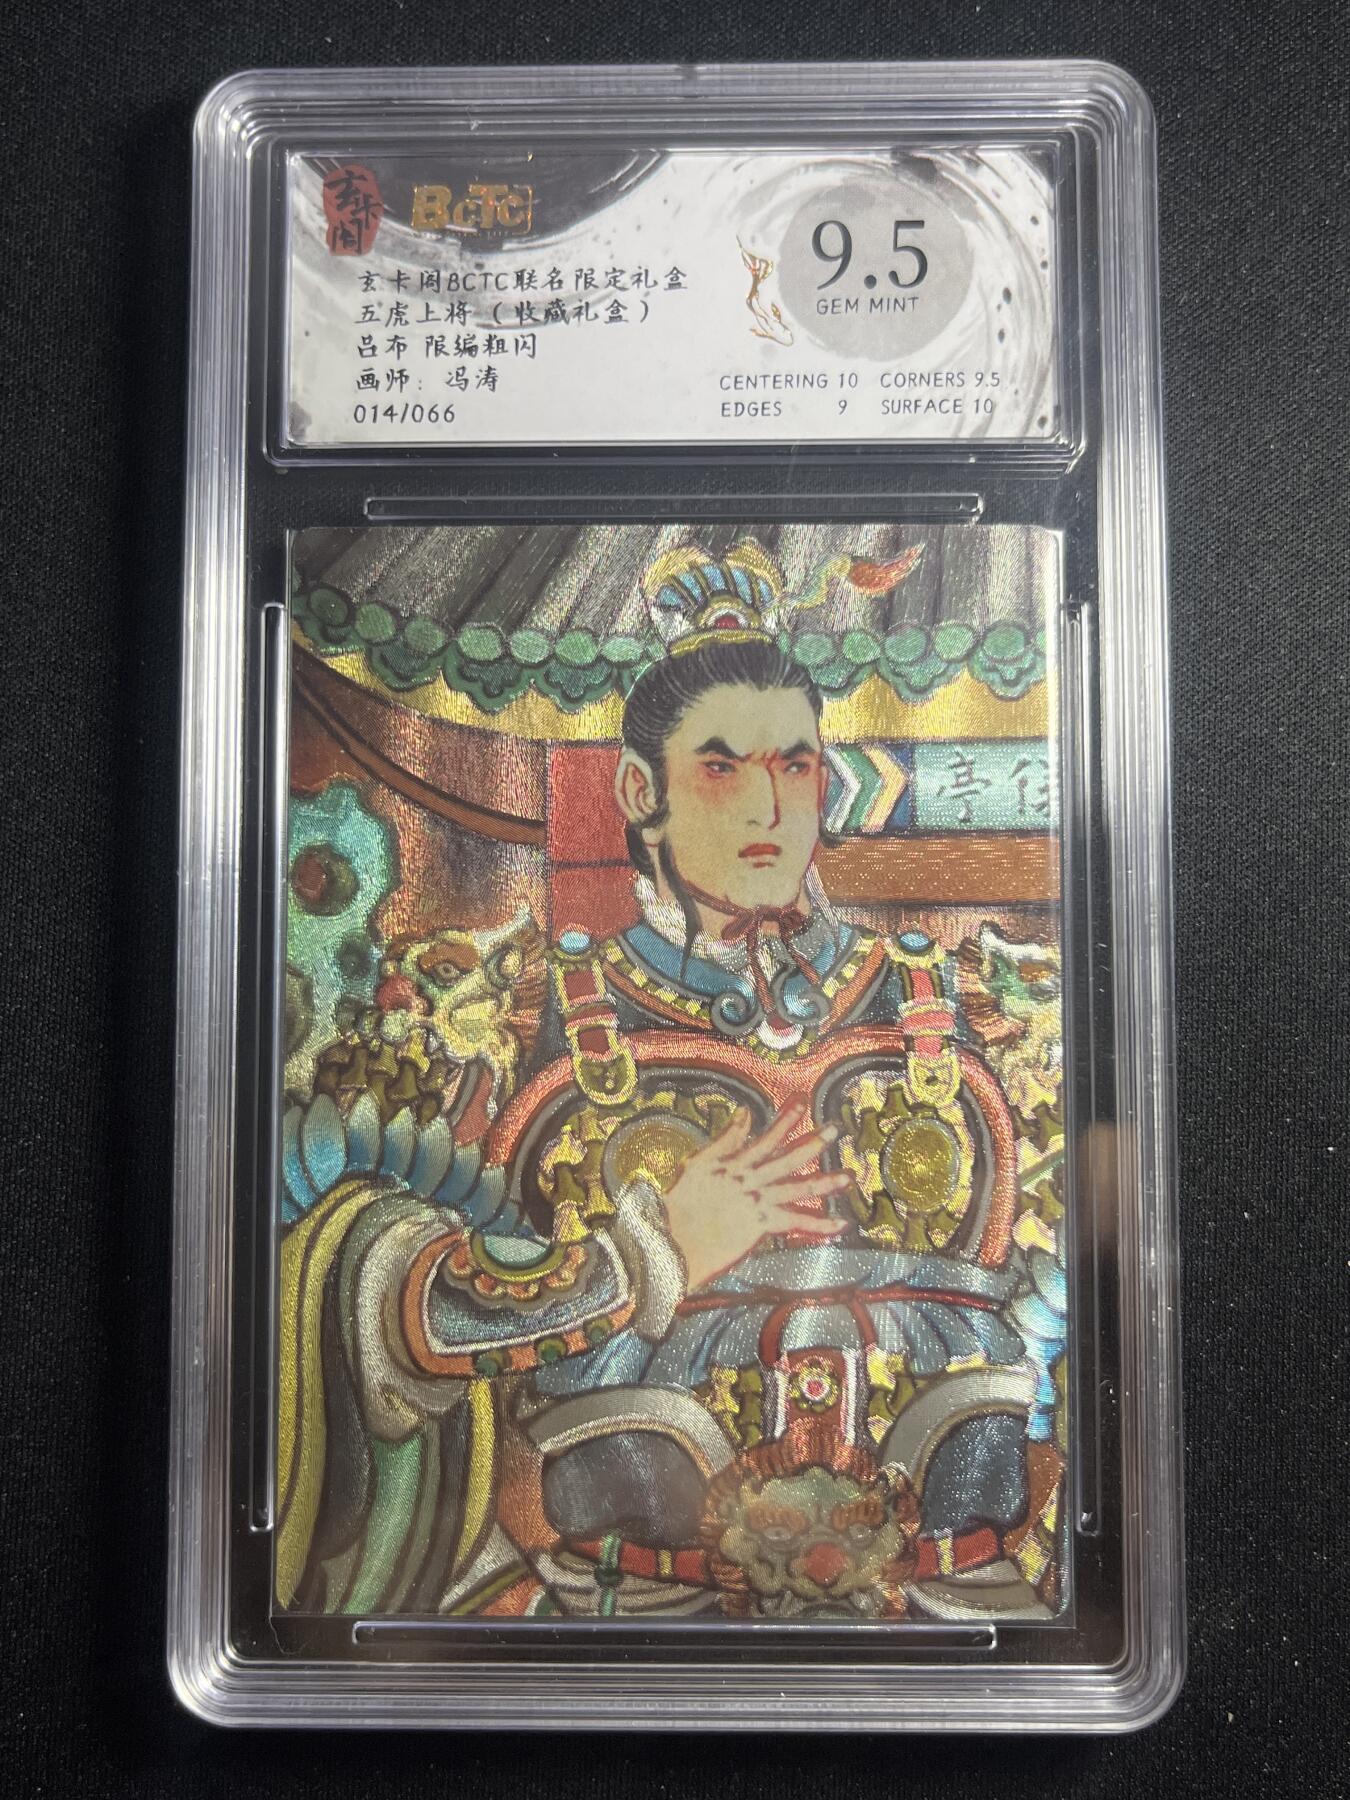 玄卡阁
BCTC
9.5
GEM MINT
玄卡阁BCTC联名限定礼盒
五虎上将（收藏礼盒）
吕布 限编粗闪
画师：冯涛
014/066
CENTERING 10 CORNERS 9.5
EDGES 9 SURFACE 10
亭